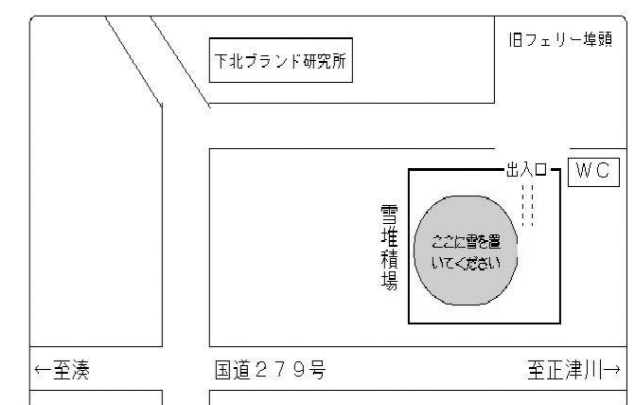 旧フェリー埠頭
下北ブランド研究所
出入口
ＷＣ
雪堆積場
ここに雪を置
いてください
←至湊
国道２７９号
至正津川→